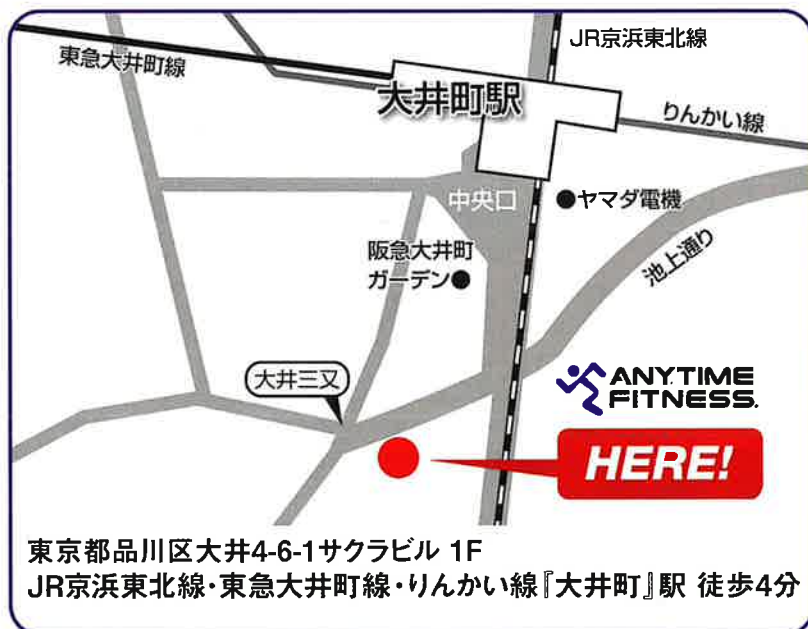 JR京浜東北線
東急大井町線
大井町駅
りんかい線
中央口
●ヤマダ電機
阪急大井町
ガーデン●
池上通り
大井三又
ANYTIME
FITNESS.
HERE!
東京都品川区大井4-6-1サクラビル 1F
JR京浜東北線・東急大井町線・りんかい線『大井町』駅 徒歩4分